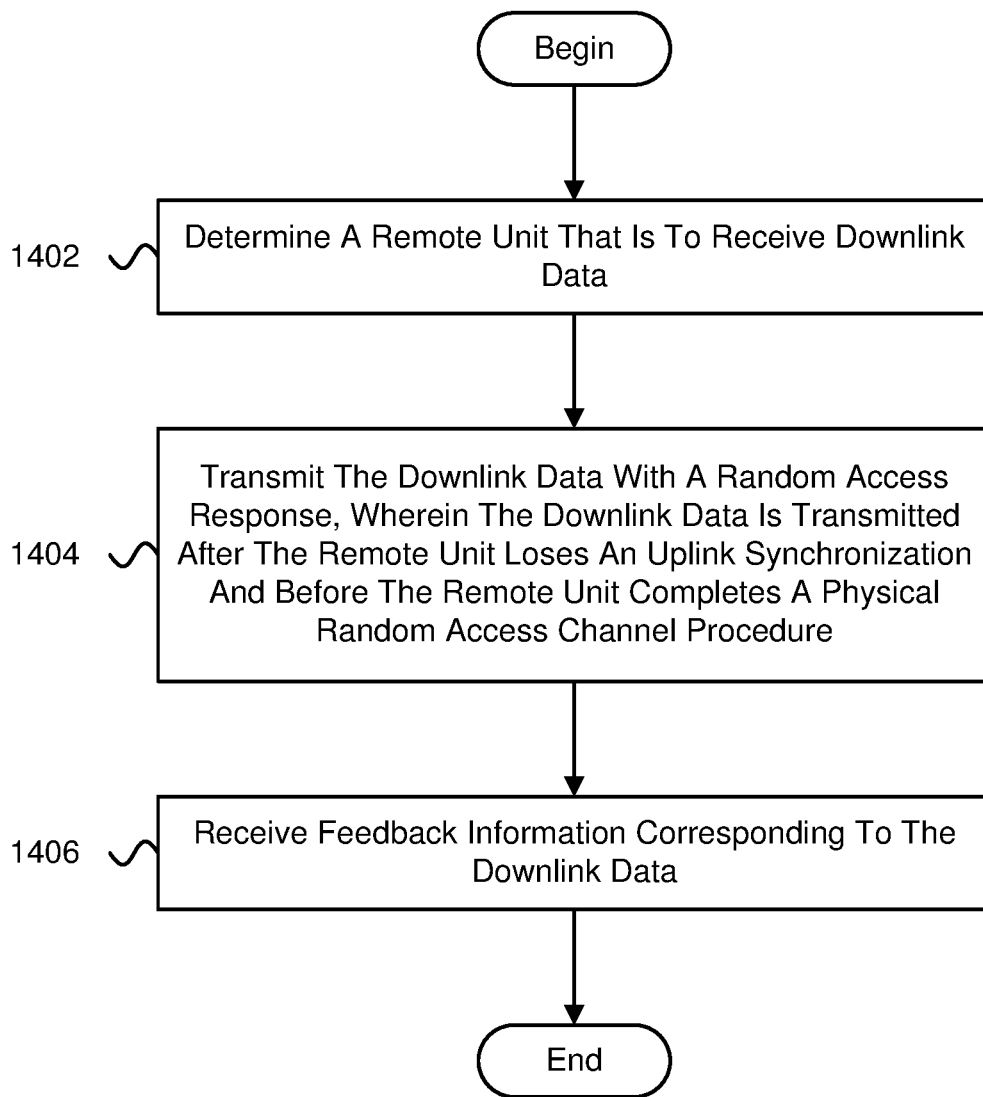 Begin
1402
Determine A Remote Unit That Is To Receive Downlink
Data
1404
Transmit The Downlink Data With A Random Access
Response, Wherein The Downlink Data Is Transmitted
After The Remote Unit Loses An Uplink Synchronization
And Before The Remote Unit Completes A Physical
Random Access Channel Procedure
1406
Receive Feedback Information Corresponding To The
Downlink Data
End